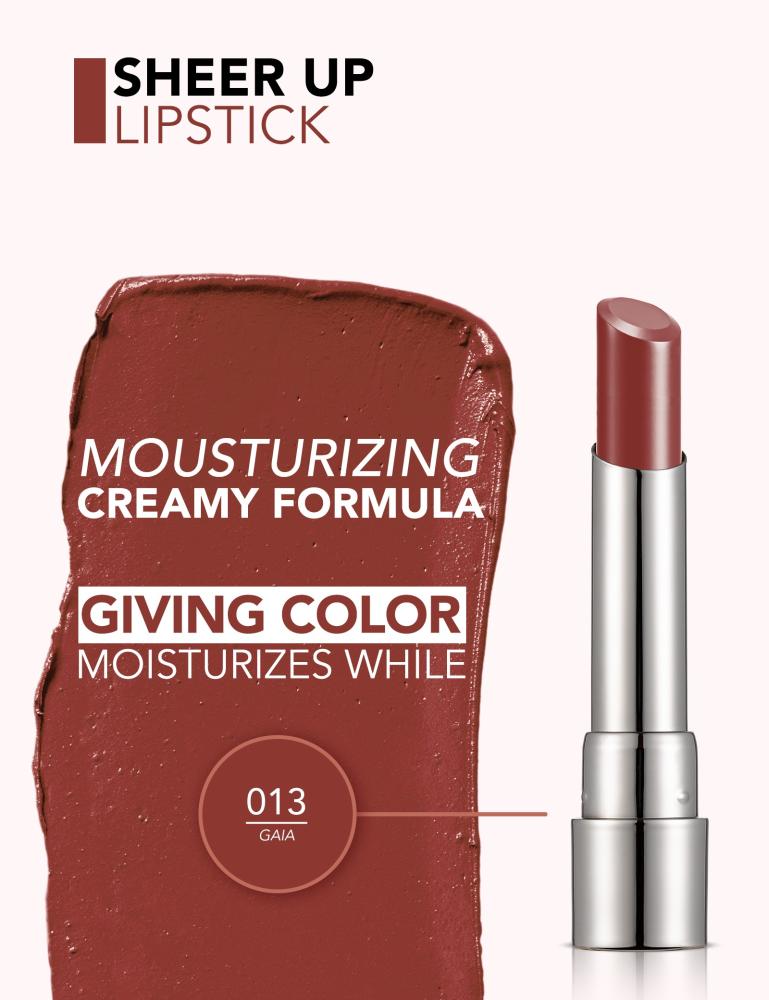 SHEER UP
LIPSTICK
MOUSTURIZING
CREAMY FORMULA
GIVING COLOR
MOISTURIZES WHILE
013
GAIA